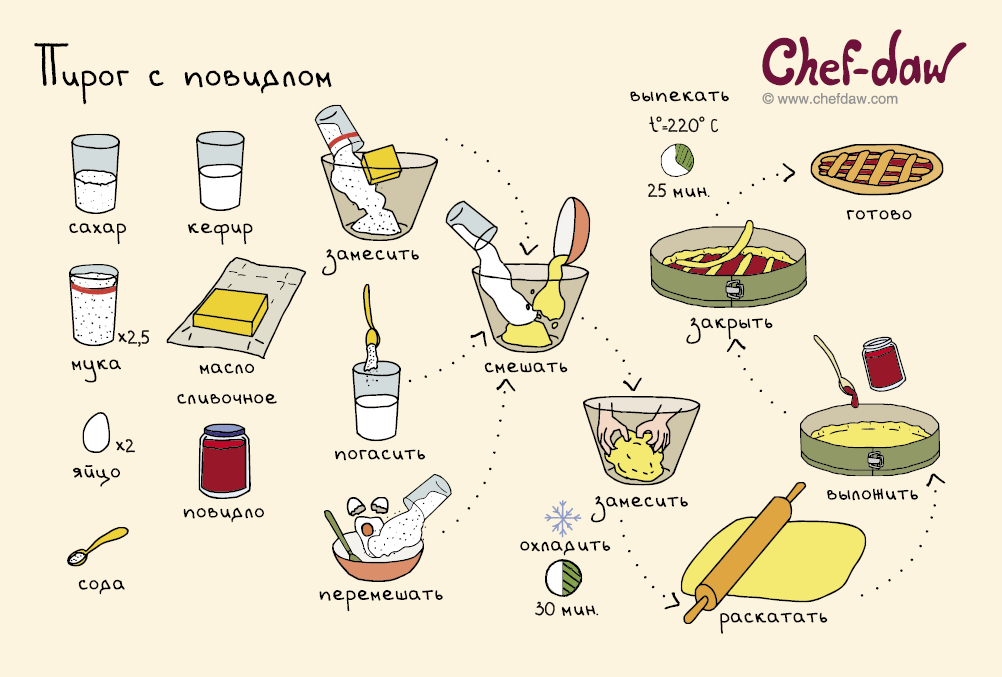 Пирог с повидлом
Chef-daw
© www.chefdaw.com
сахар
кефир
мука
x2,5
масло
сливочное
яйцо
x2
повидло
сода
замесить
погасить
перемешать
смешать
замесить
охладить
30 мин.
раскатать
выложить
закрыть
выпекать
t°=220° C
25 мин.
готово